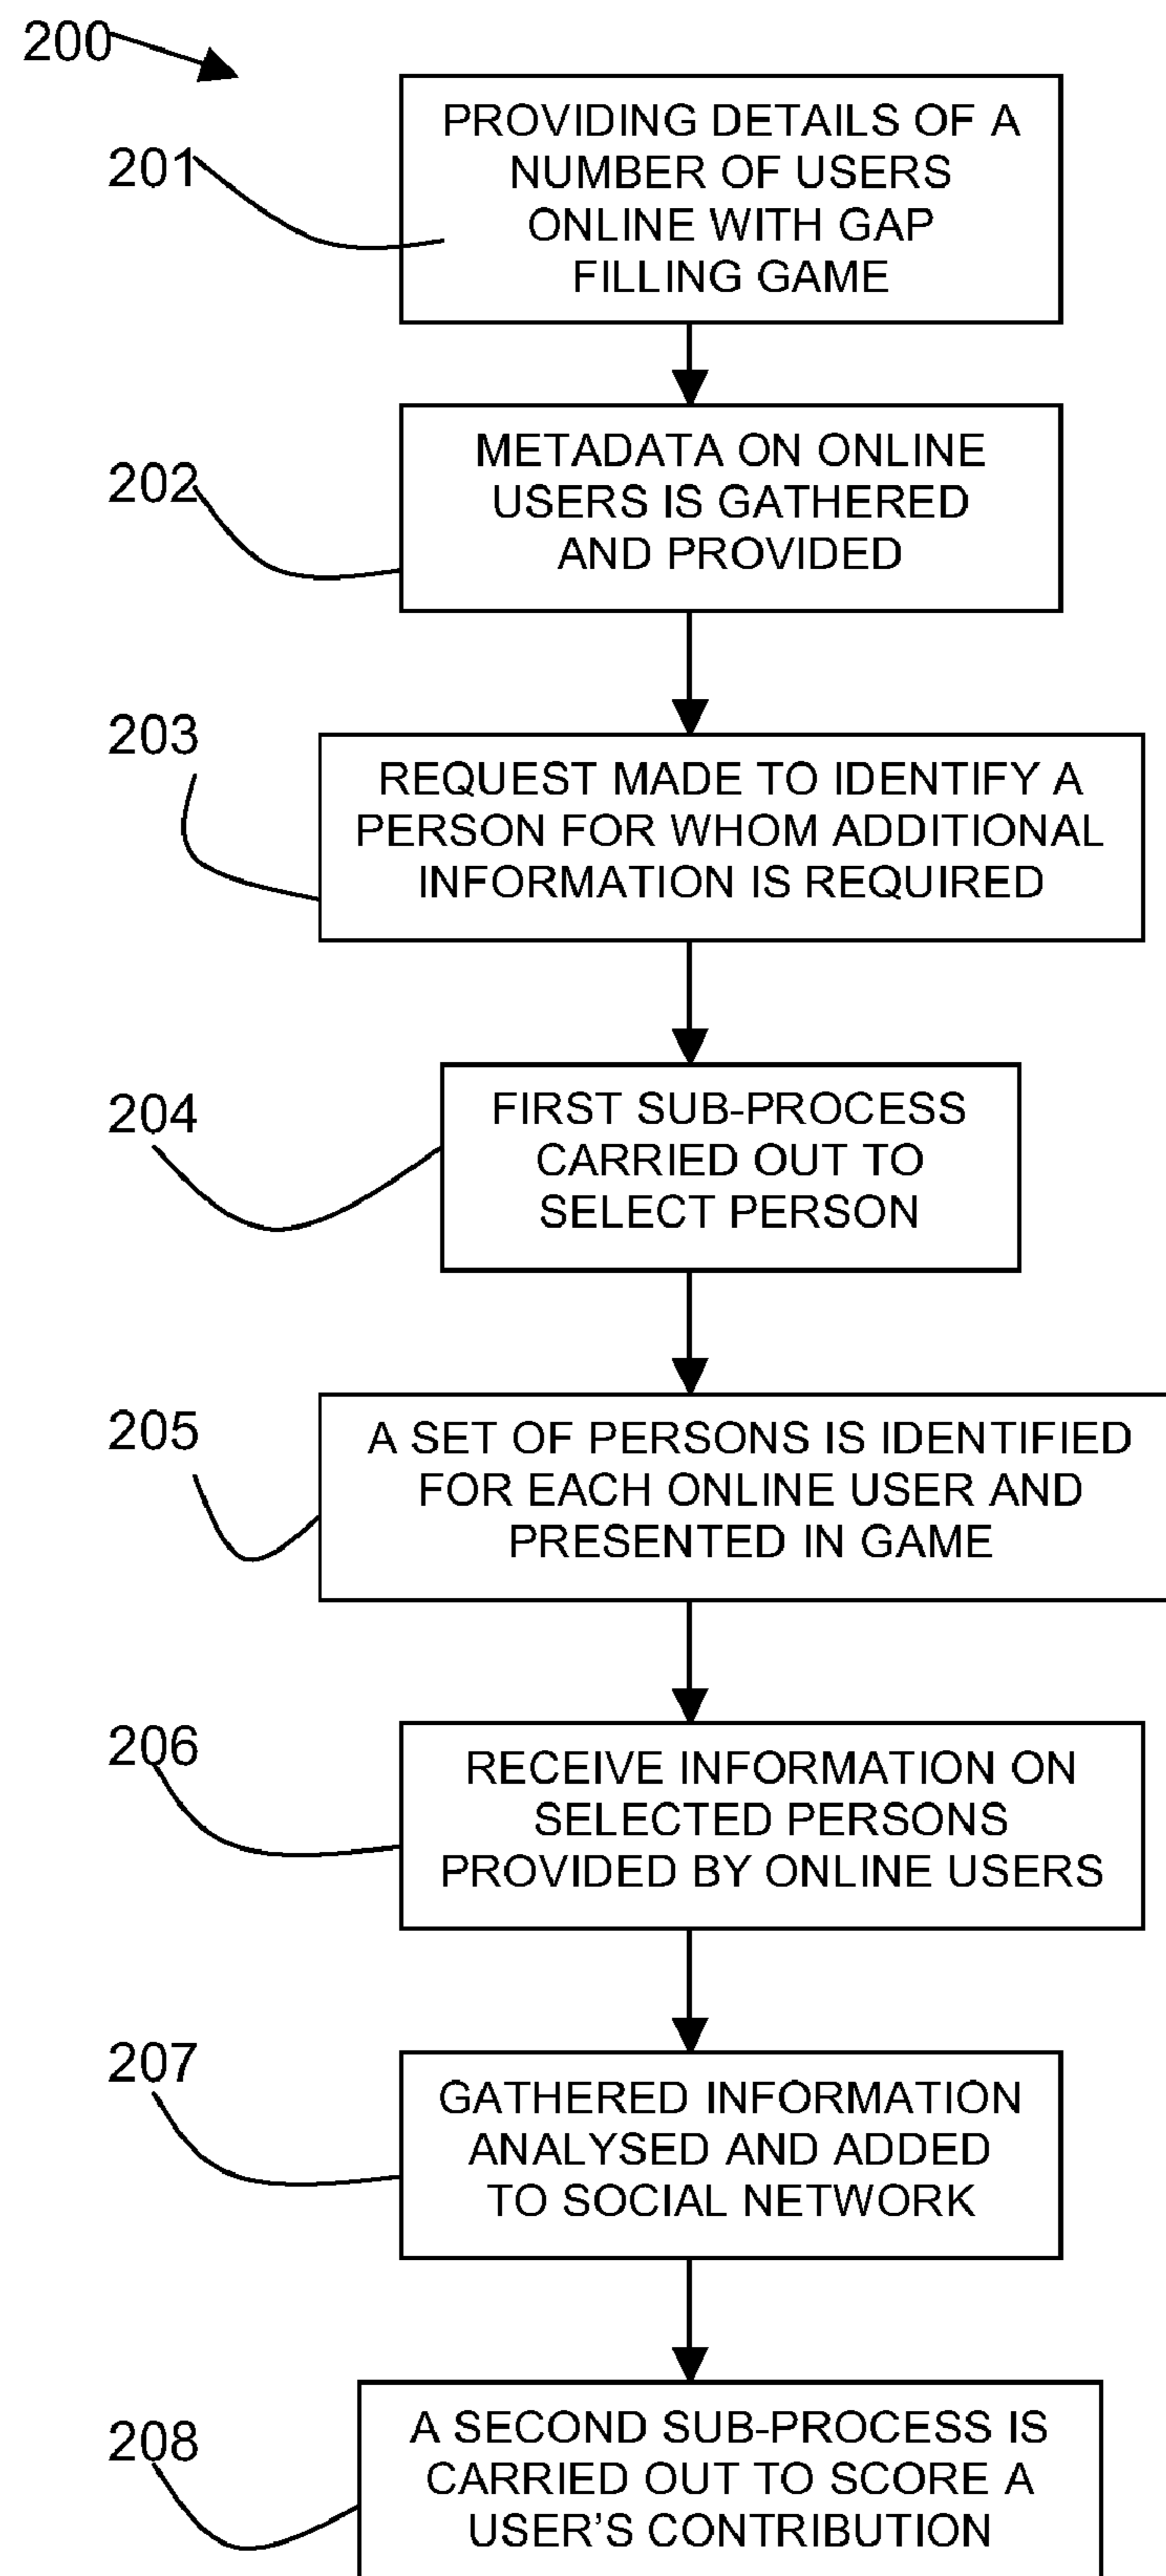 200
201
PROVIDING DETAILS OF A
NUMBER OF USERS
ONLINE WITH GAP
FILLING GAME
202
METADATA ON ONLINE
USERS IS GATHERED
AND PROVIDED
203
REQUEST MADE TO IDENTIFY A
PERSON FOR WHOM ADDITIONAL
INFORMATION IS REQUIRED
204
FIRST SUB-PROCESS
CARRIED OUT TO
SELECT PERSON
205
A SET OF PERSONS IS IDENTIFIED
FOR EACH ONLINE USER AND
PRESENTED IN GAME
206
RECEIVE INFORMATION ON
SELECTED PERSONS
PROVIDED BY ONLINE USERS
207
GATHERED INFORMATION
ANALYSED AND ADDED
TO SOCIAL NETWORK
208
A SECOND SUB-PROCESS IS
CARRIED OUT TO SCORE A
USER'S CONTRIBUTION